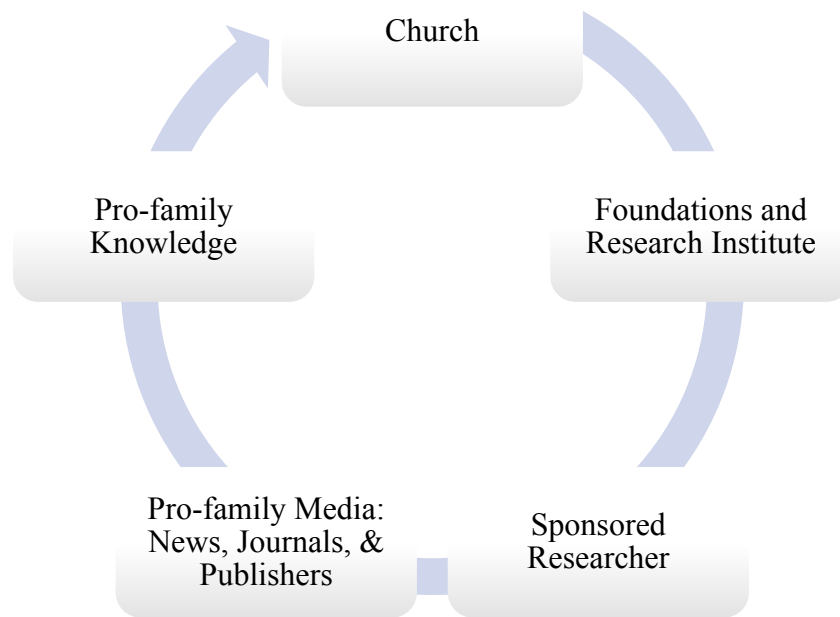 Church
Foundations and
Research Institute
Sponsored
Researcher
Pro-family Media:
News, Journals, &
Publishers
Pro-family
Knowledge